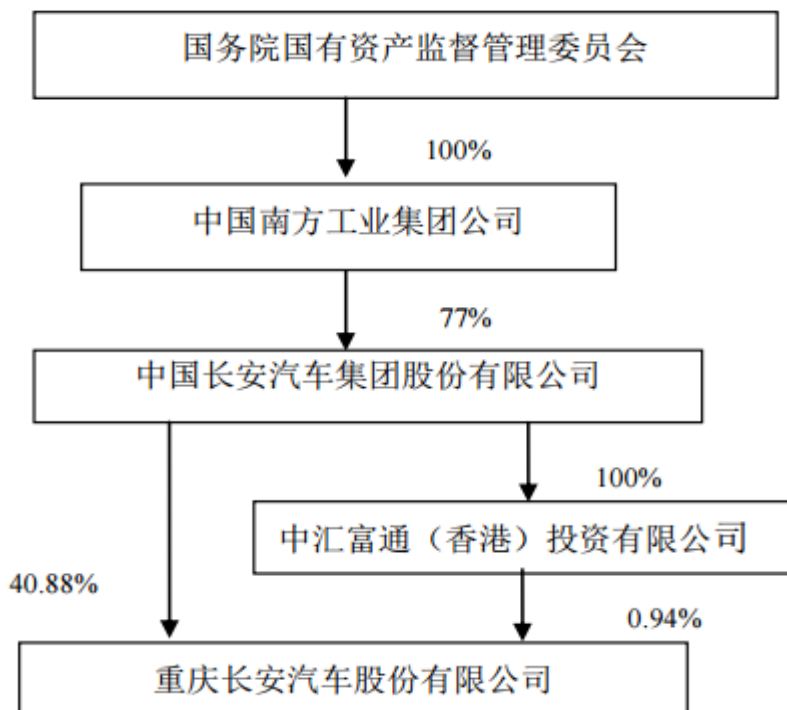 国务院国有资产监督管理委员会
100%
中国南方工业集团公司
77%
中国长安汽车集团股份有限公司
100%
中汇富通（香港）投资有限公司
40.88%
0.94%
重庆长安汽车股份有限公司